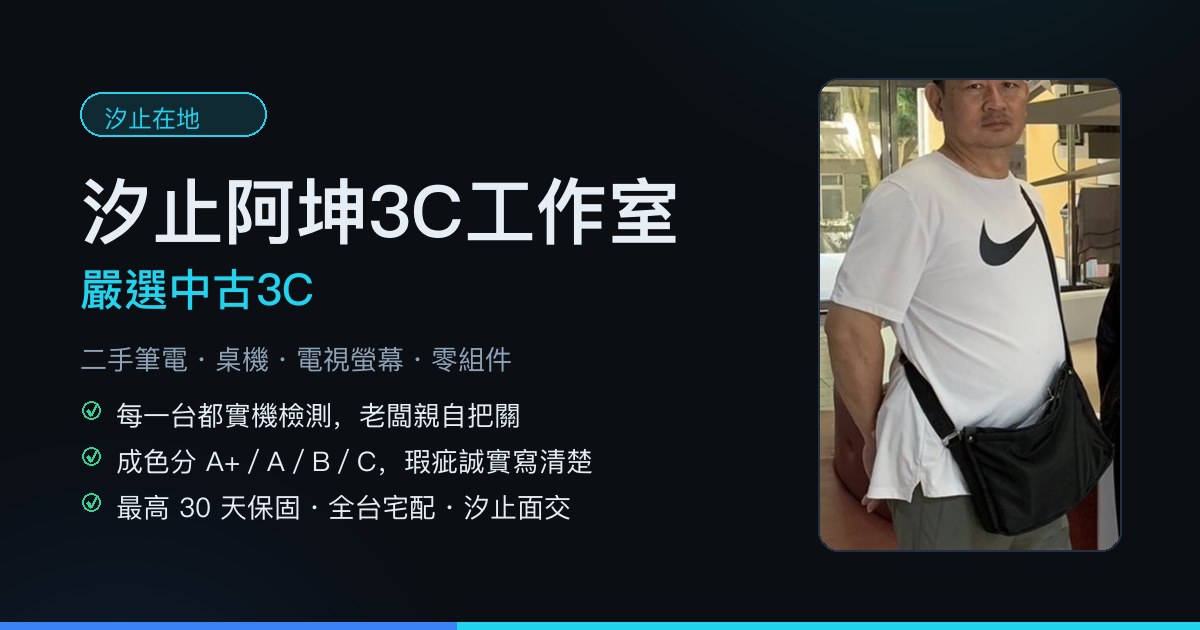 汐止在地
汐止阿坤3C工作室
嚴選中古3C
二手筆電・桌機・電視螢幕・零組件
每一台都實機檢測，老闆親自把關
成色分 A+ / A / B / C，瑕疵誠實寫清楚
最高 30 天保固・全台宅配・汐止面交